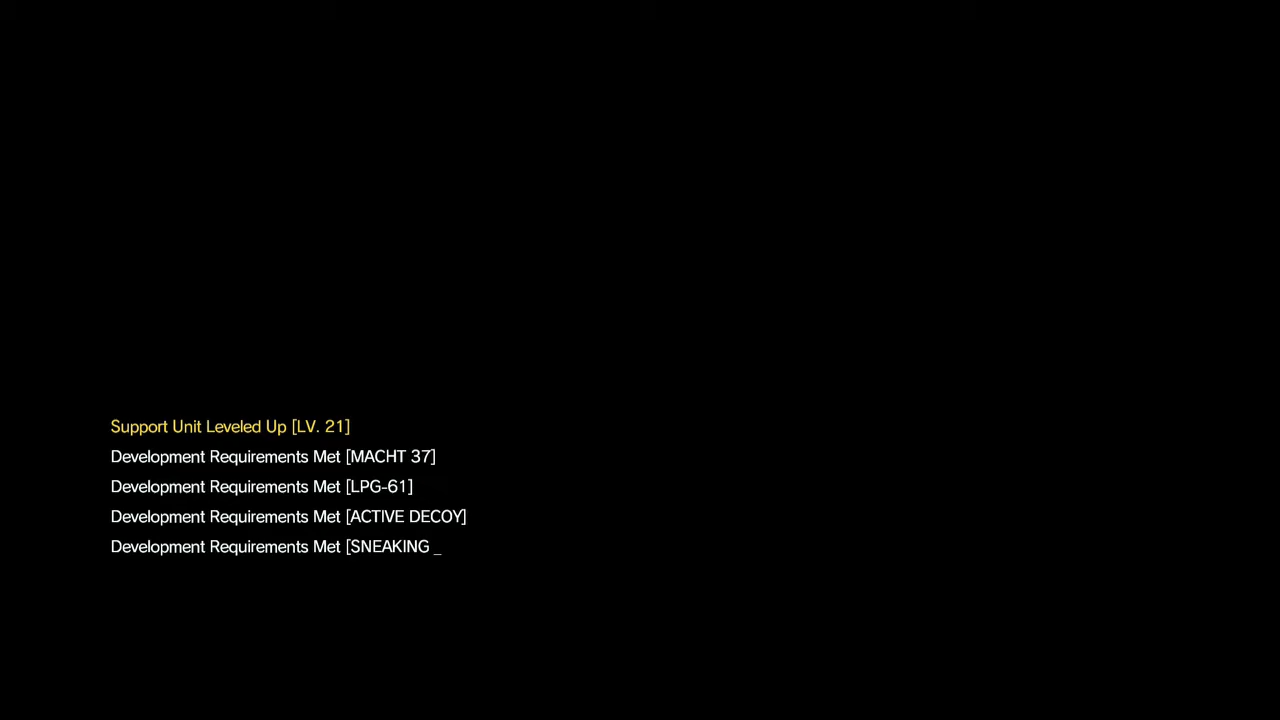 Support Unit Leveled Up [LV. 21]
Development Requirements Met [MACHT 37]
Development Requirements Met [LPG-61]
Development Requirements Met [ACTIVE DECOY]
Development Requirements Met [SNEAKING _